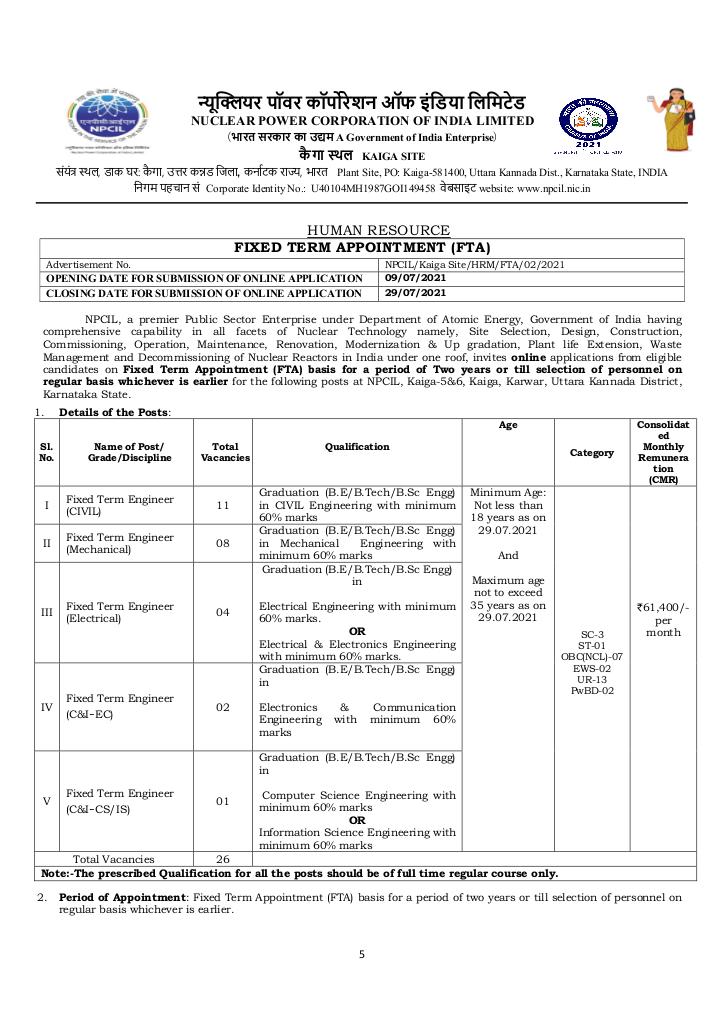 न्यूक्लियर पॉवर कॉर्पोरेशन ऑफ इंडिया लिमिटेड
NUCLEAR POWER CORPORATION OF INDIA LIMITED
(भारत सरकार का उद्यम A Government of India Enterprise)
कैगा स्थल KAIGA SITE
संयंत्र स्थल, डाक घर: कैगा, उत्तर कन्नड जिला, कर्नाटक राज्य, भारत Plant Site, PO: Kaiga-581400, Uttara Kannada Dist., Karnataka State, INDIA
निगम पहचान सं Corporate Identity No.: U40104MH1987GOI149458 वेबसाइट website: www.npcil.nic.in
NPCIL
2021
HUMAN RESOURCE
FIXED TERM APPOINTMENT (FTA)
Advertisement No. NPCIL/Kaiga Site/HRM/FTA/02/2021
OPENING DATE FOR SUBMISSION OF ONLINE APPLICATION 09/07/2021
CLOSING DATE FOR SUBMISSION OF ONLINE APPLICATION 29/07/2021
NPCIL, a premier Public Sector Enterprise under Department of Atomic Energy, Government of India having
comprehensive capability in all facets of Nuclear Technology namely, Site Selection, Design, Construction,
Commissioning, Operation, Maintenance, Renovation, Modernization & Up gradation, Plant life Extension, Waste
Management and Decommissioning of Nuclear Reactors in India under one roof, invites online applications from eligible
candidates on Fixed Term Appointment (FTA) basis for a period of Two years or till selection of personnel on
regular basis whichever is earlier for the following posts at NPCIL, Kaiga-5&6, Kaiga, Karwar, Uttara Kannada District,
Karnataka State.
1. Details of the Posts:
Sl. No.
Name of Post/ Grade/Discipline
Total Vacancies
Qualification
Age
Category
Consolidat
ed
Monthly
Remunera
tion
(CMR)
I
Fixed Term Engineer
(CIVIL)
11
Graduation (B.E/B.Tech/B.Sc Engg)
in CIVIL Engineering with minimum
60% marks
Minimum Age:
Not less than
18 years as on
29.07.2021
And
Maximum age
not to exceed
35 years as on
29.07.2021
SC-3
ST-01
OBC(NCL)-07
EWS-02
UR-13
PwBD-02
₹61,400/-
per
month
II
Fixed Term Engineer
(Mechanical)
08
Graduation (B.E/B.Tech/B.Sc Engg)
in Mechanical Engineering with
minimum 60% marks
III
Fixed Term Engineer
(Electrical)
04
Graduation (B.E/B.Tech/B.Sc Engg)
in
Electrical Engineering with minimum
60% marks.
OR
Electrical & Electronics Engineering
with minimum 60% marks.
IV
Fixed Term Engineer
(C&I-EC)
02
Graduation (B.E/B.Tech/B.Sc Engg)
in
Electronics & Communication
Engineering with minimum 60%
marks
V
Fixed Term Engineer
(C&I-CS/IS)
01
Graduation (B.E/B.Tech/B.Sc Engg)
in
Computer Science Engineering with
minimum 60% marks
OR
Information Science Engineering with
minimum 60% marks
Total Vacancies 26
Note:-The prescribed Qualification for all the posts should be of full time regular course only.
2. Period of Appointment: Fixed Term Appointment (FTA) basis for a period of two years or till selection of personnel on
regular basis whichever is earlier.
5